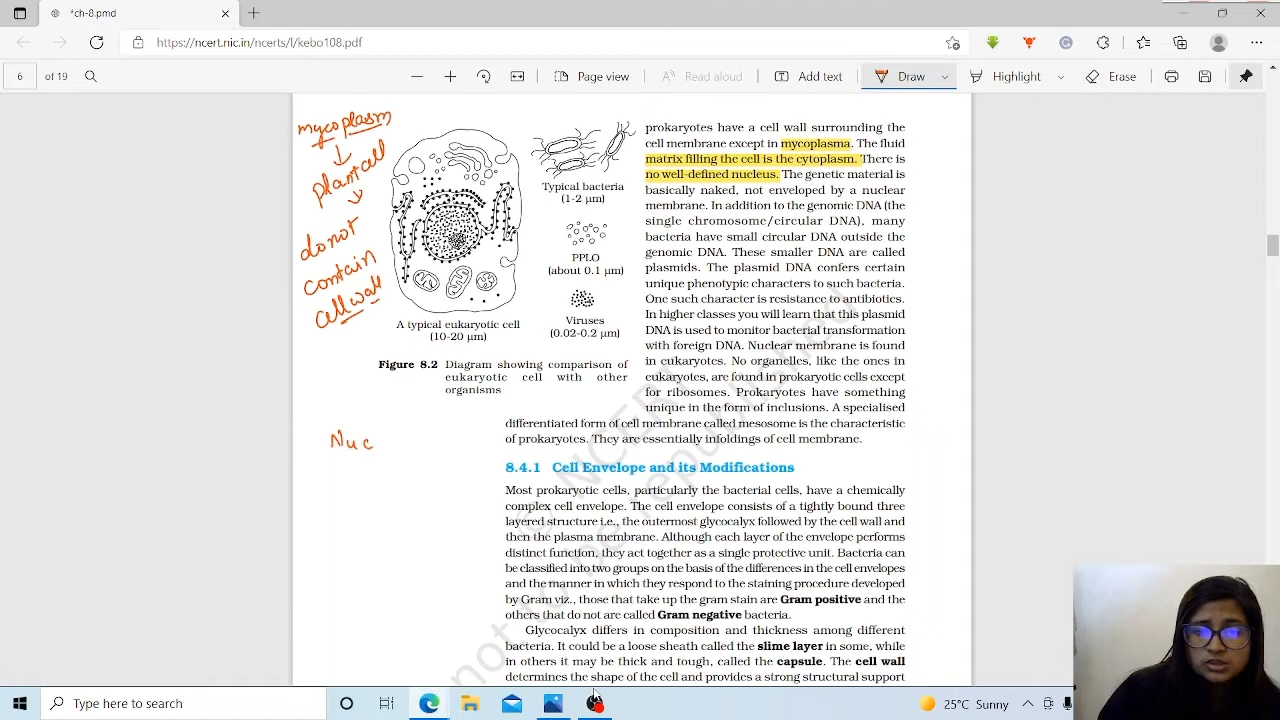 *ch-8.pmd
https://ncert.nic.in/ncerts/l/kebo108.pdf
6 of 19
Page view
Read aloud
Add text
Draw
Highlight
Erase
mycoplasm
plant cell
do not
contain
cell wall
Nuc
Typical bacteria
(1-2 μm)
PPLO
(about 0.1 μm)
Viruses
(0.02-0.2 μm)
A typical eukaryotic cell
(10-20 μm)
Figure 8.2 Diagram showing comparison of
eukaryotic cell with other
organisms
prokaryotes have a cell wall surrounding the
cell membrane except in mycoplasma. The fluid
matrix filling the cell is the cytoplasm. There is
no well-defined nucleus. The genetic material is
basically naked, not enveloped by a nuclear
membrane. In addition to the genomic DNA (the
single chromosome/circular DNA), many
bacteria have small circular DNA outside the
genomic DNA. These smaller DNA are called
plasmids. The plasmid DNA confers certain
unique phenotypic characters to such bacteria.
One such character is resistance to antibiotics.
In higher classes you will learn that this plasmid
DNA is used to monitor bacterial transformation
with foreign DNA. Nuclear membrane is found
in eukaryotes. No organelles, like the ones in
eukaryotes, are found in prokaryotic cells except
for ribosomes. Prokaryotes have something
unique in the form of inclusions. A specialised
differentiated form of cell membrane called mesosome is the characteristic
of prokaryotes. They are essentially infoldings of cell membrane.
8.4.1 Cell Envelope and its Modifications
Most prokaryotic cells, particularly the bacterial cells, have a chemically
complex cell envelope. The cell envelope consists of a tightly bound three
layered structure i.e., the outermost glycocalyx followed by the cell wall and
then the plasma membrane. Although each layer of the envelope performs
distinct function, they act together as a single protective unit. Bacteria can
be classified into two groups on the basis of the differences in the cell envelopes
and the manner in which they respond to the staining procedure developed
by Gram viz., those that take up the gram stain are Gram positive and the
others that do not are called Gram negative bacteria.
Glycocalyx differs in composition and thickness among different
bacteria. It could be a loose sheath called the slime layer in some, while
in others it may be thick and tough, called the capsule. The cell wall
determines the shape of the cell and provides a strong structural support
© NCERT
not to be republished
Type here to search
25°C Sunny